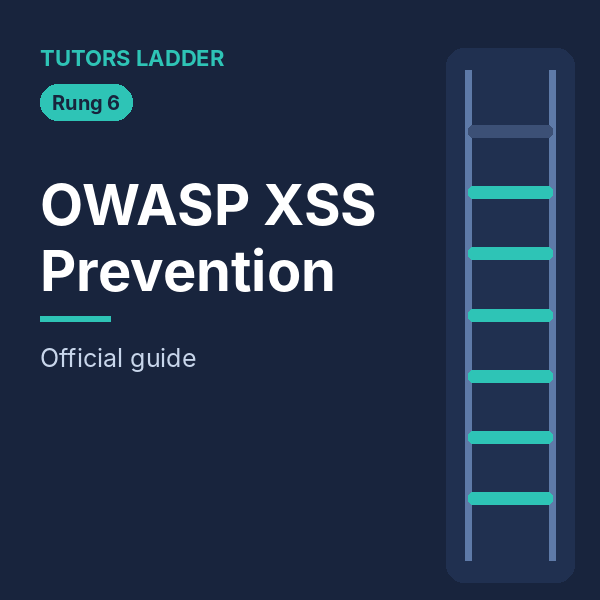 TUTORS LADDER
Rung 6
OWASP XSS
Prevention
Official guide